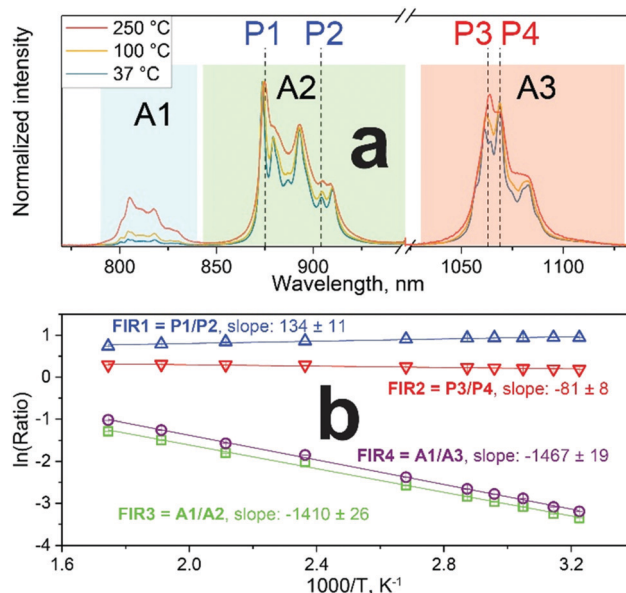 250 °C
100 °C
37 °C
P1 P2 P3 P4
A1 A2 A3
a
Normalized intensity
800 850 900 1050 1100
Wavelength, nm
FIR1 = P1/P2, slope: 134 ± 11
FIR2 = P3/P4, slope: -81 ± 8
b
FIR4 = A1/A3, slope: -1467 ± 19
FIR3 = A1/A2, slope: -1410 ± 26
ln(Ratio)
1
0
-1
-2
-3
-4
1.6 2.0 2.4 2.8 3.2
1000/T, K⁻¹